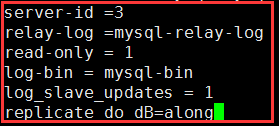 server-id =3
relay-log =mysql-relay-log
read-only = 1
log-bin = mysql-bin
log_slave_updates = 1
replicate do dB=along